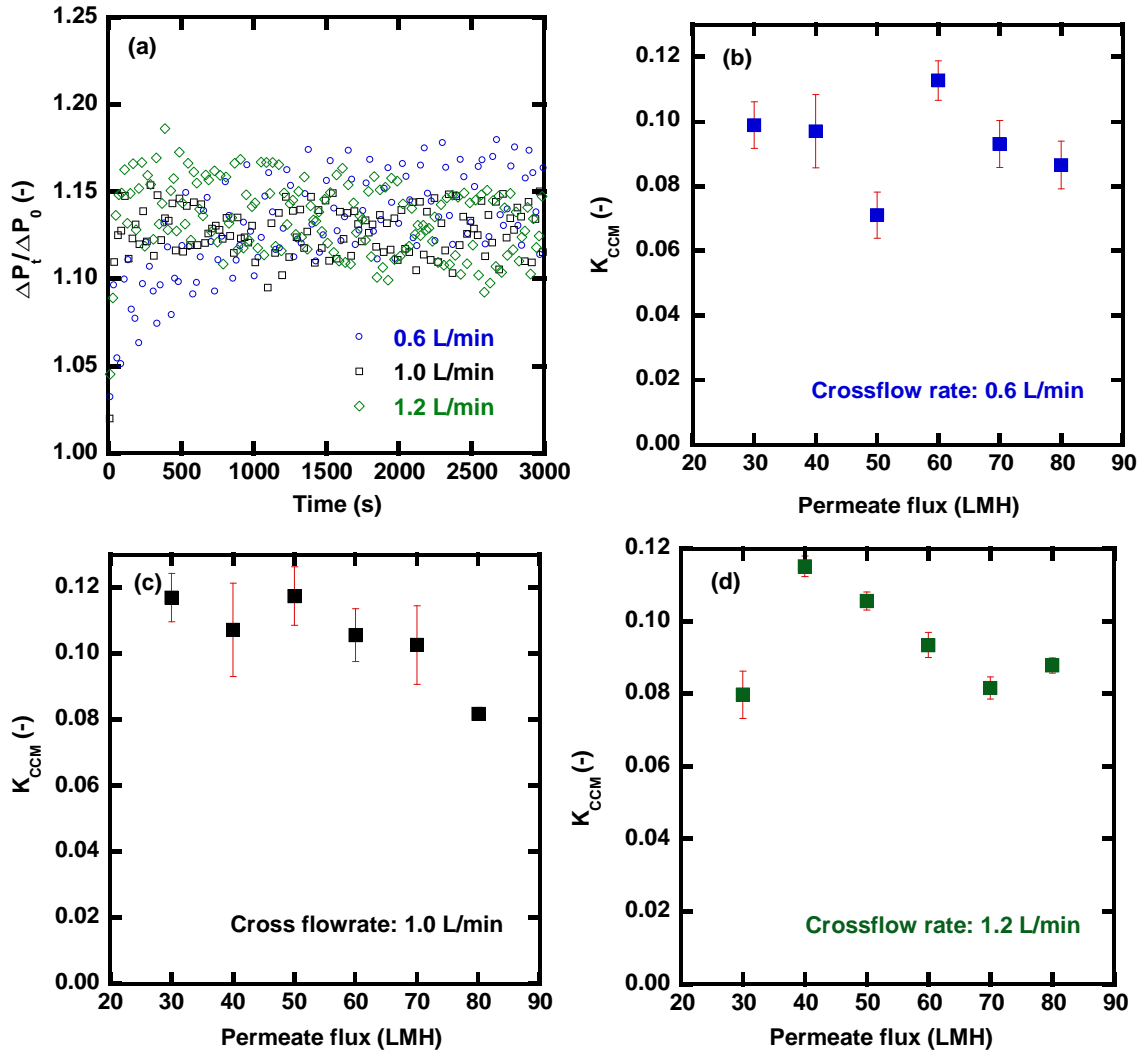 (a)
1.25
1.20
1.15
1.10
1.05
1.00
ΔP_t/ΔP_0 (-)
0.6 L/min
1.0 L/min
1.2 L/min
0 500 1000 1500 2000 2500 3000
Time (s)
(b)
0.12
0.10
0.08
0.06
0.04
0.02
0.00
K_CCM (-)
Crossflow rate: 0.6 L/min
20 30 40 50 60 70 80 90
Permeate flux (LMH)
(c)
0.12
0.10
0.08
0.06
0.04
0.02
0.00
K_CCM (-)
Cross flowrate: 1.0 L/min
20 30 40 50 60 70 80 90
Permeate flux (LMH)
(d)
0.12
0.10
0.08
0.06
0.04
0.02
0.00
K_CCM (-)
Crossflow rate: 1.2 L/min
20 30 40 50 60 70 80 90
Permeate flux (LMH)